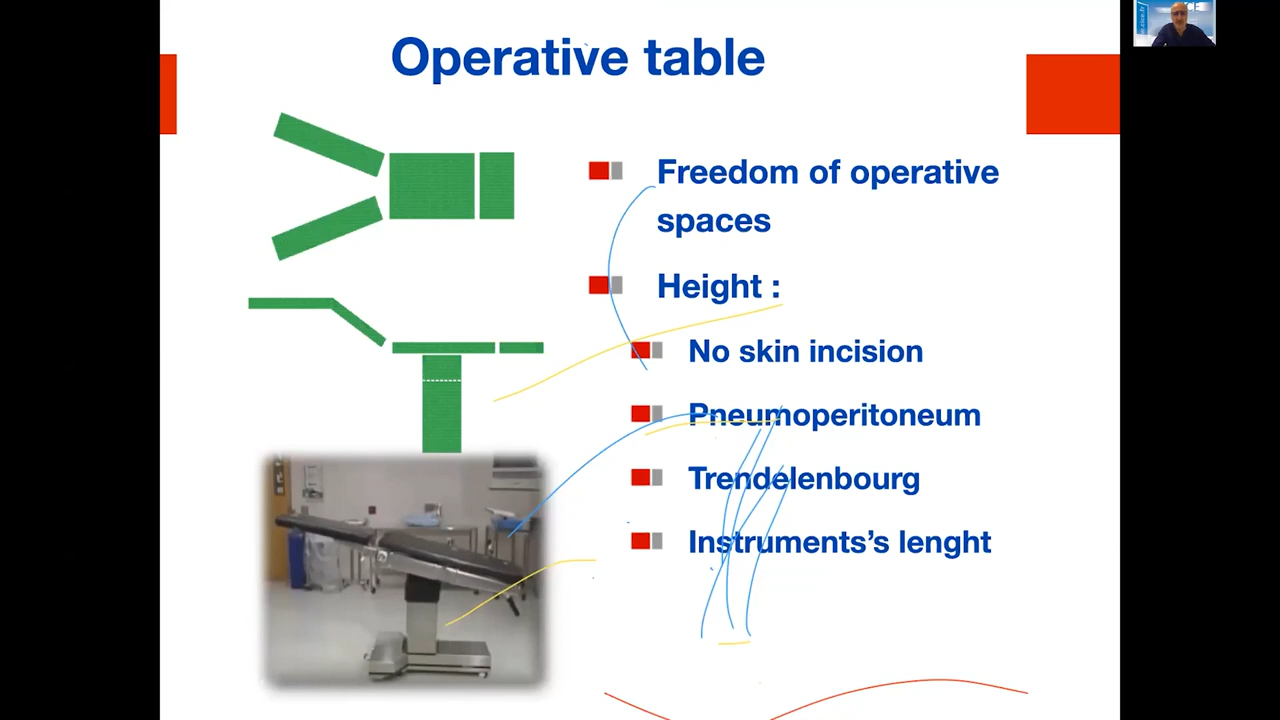 Operative table
Freedom of operative
spaces
Height :
No skin incision
Pneumoperitoneum
Trendelenbourg
Instruments's lenght